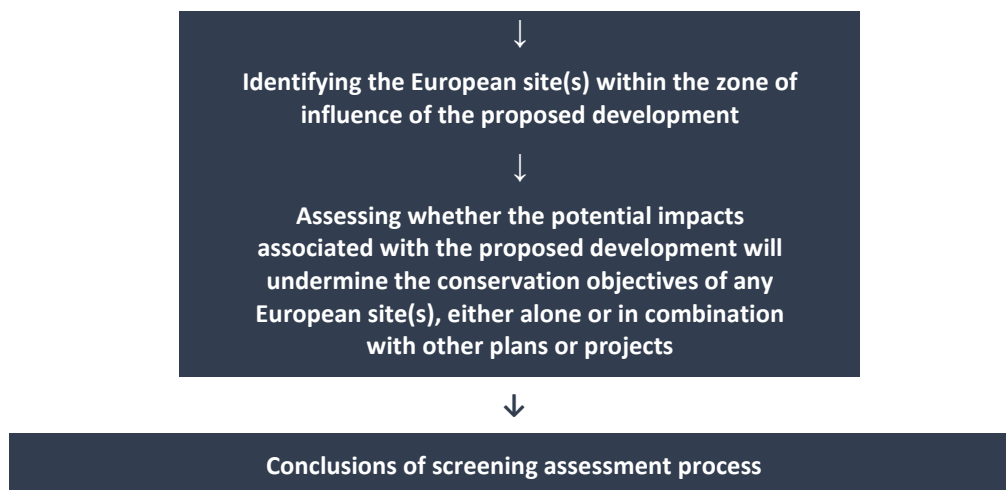 ↓
Identifying the European site(s) within the zone of
influence of the proposed development
↓
Assessing whether the potential impacts
associated with the proposed development will
undermine the conservation objectives of any
European site(s), either alone or in combination
with other plans or projects
↓
Conclusions of screening assessment process